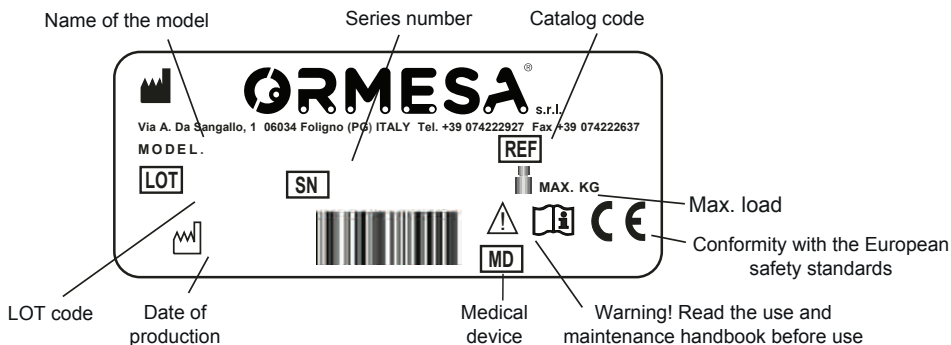 Name of the model
Series number
Catalog code
ORMESA® s.r.l.
Via A. Da Sangallo, 1 06034 Foligno (PG) ITALY Tel. +39 074222927 Fax +39 074222637
MODEL.
REF
LOT
SN
MAX. KG
Max. load
CE
Conformity with the European
safety standards
MD
LOT code
Date of
production
Medical
device
Warning! Read the use and
maintenance handbook before use